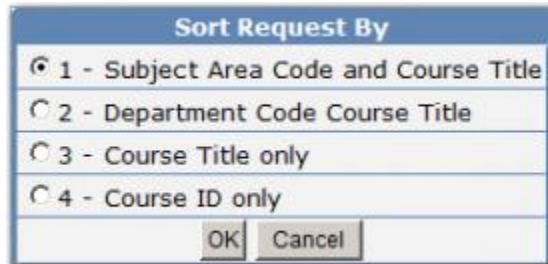 Sort Request By
1 - Subject Area Code and Course Title
2 - Department Code Course Title
3 - Course Title only
4 - Course ID only
OK Cancel